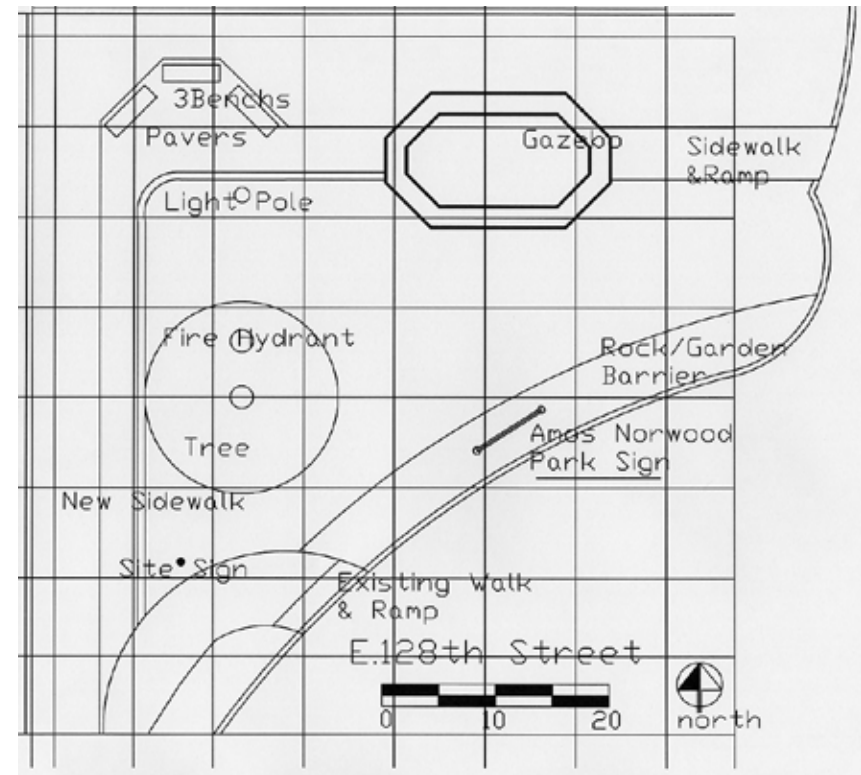 3Benchs
Pavers
Gazebo
Sidewalk
&Ramp
Light Pole
Fire Hydrant
Rock/Garden
Barrier
Tree
Amos Norwood
Park Sign
New Sidewalk
Site Sign
Existing Walk
& Ramp
E.128th Street
0 10 20
north